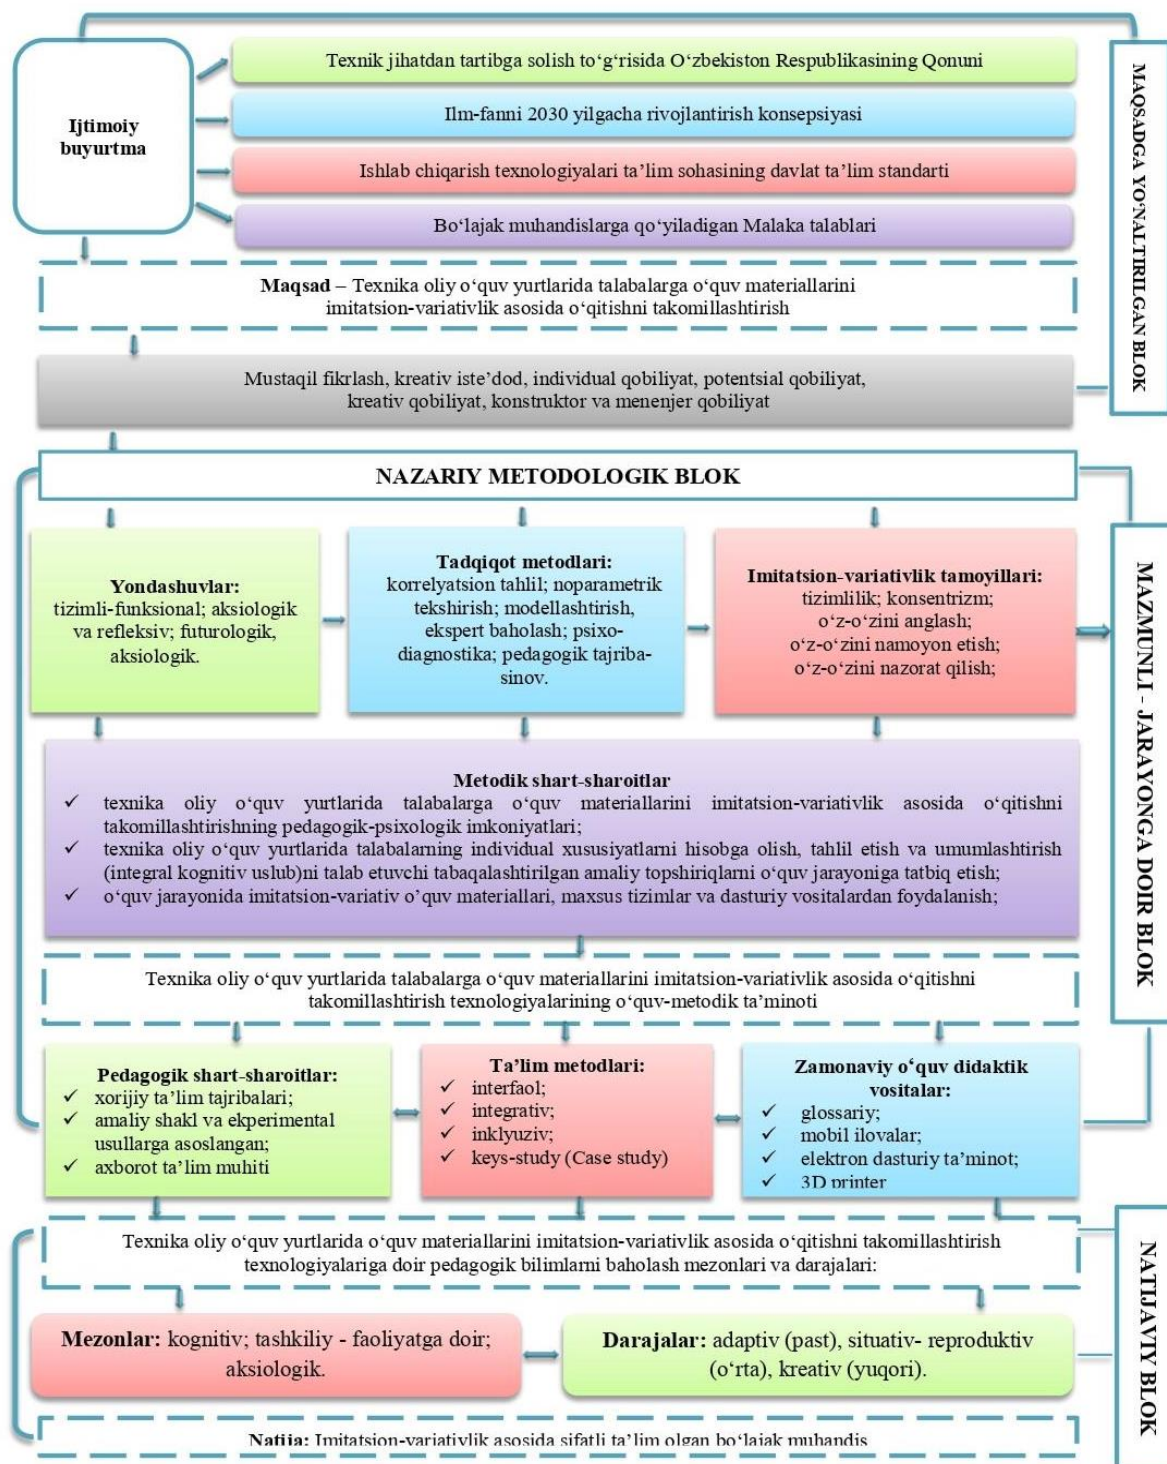 Ijtimoiy
buyurtma
Texnik jihatdan tartibga solish to‘g‘risida O‘zbekiston Respublikasining Qonuni
Ilm-fanni 2030 yilgacha rivojlantirish konsepsiyasi
Ishlab chiqarish texnologiyalari ta’lim sohasining davlat ta’lim standarti
Bo‘lajak muhandislarga qo‘yiladigan Malaka talablari
MAQSADGA YO‘NALTIRILGAN BLOK
Maqsad – Texnika oliy o‘quv yurtlarida talabalarga o‘quv materiallarini
imitatsion-variativlik asosida o‘qitishni takomillashtirish
Mustaqil fikrlash, kreativ iste’dod, individual qobiliyat, potentsial qobiliyat,
kreativ qobiliyat, konstruktor va menenjer qobiliyat
NAZARIY METODOLOGIK BLOK
Yondashuvlar:
tizimli-funksional; aksiologik
va refleksiv; futurologik,
aksiologik.
Tadqiqot metodlari:
korrelyatsion tahlil; noparametrik
tekshirish; modellashtirish,
ekspert baholash; psixo-
diagnostika; pedagogik tajriba-
sinov.
Imitatsion-variativlik tamoyillari:
tizimlilik; konsentrizm;
o‘z-o‘zini anglash;
o‘z-o‘zini namoyon etish;
o‘z-o‘zini nazorat qilish;
MAZMUNLI - JARAYONGA DOIR BLOK
Metodik shart-sharoitlar
✓ texnika oliy o‘quv yurtlarida talabalarga o‘quv materiallarini imitatsion-variativlik asosida o‘qitishni
takomillashtirishning pedagogik-psixologik imkoniyatlari;
✓ texnika oliy o‘quv yurtlarida talabalarning individual xususiyatlarni hisobga olish, tahlil etish va umumlashtirish
(integral kognitiv uslub)ni talab etuvchi tabaqalashtirilgan amaliy topshiriqlarni o‘quv jarayoniga tatbiq etish;
✓ o‘quv jarayonida imitatsion-variativ o’quv materiallari, maxsus tizimlar va dasturiy vositalardan foydalanish;
Texnika oliy o‘quv yurtlarida talabalarga o‘quv materiallarini imitatsion-variativlik asosida o‘qitishni
takomillashtirish texnologiyalarining o‘quv-metodik ta’minoti
Pedagogik shart-sharoitlar:
✓ xorijiy ta’lim tajribalari;
✓ amaliy shakl va ekperimental
usullarga asoslangan;
✓ axborot ta’lim muhiti
Ta’lim metodlari:
✓ interfaol;
✓ integrativ;
✓ inklyuziv;
✓ keys-study (Case study)
Zamonaviy o‘quv didaktik
vositalar:
✓ glossariy;
✓ mobil ilovalar;
✓ elektron dasturiy ta’minot;
✓ 3D printer
Texnika oliy o‘quv yurtlarida o‘quv materiallarini imitatsion-variativlik asosida o‘qitishni takomillashtirish
texnologiyalariga doir pedagogik bilimlarni baholash mezonlari va darajalari:
NATIJAVIY BLOK
Mezonlar: kognitiv; tashkiliy - faoliyatga doir;
aksiologik.
Darajalar: adaptiv (past), situativ- reproduktiv
(o‘rta), kreativ (yuqori).
Natija: Imitatsion-variativlik asosida sifatli ta’lim olgan bo‘lajak muhandis